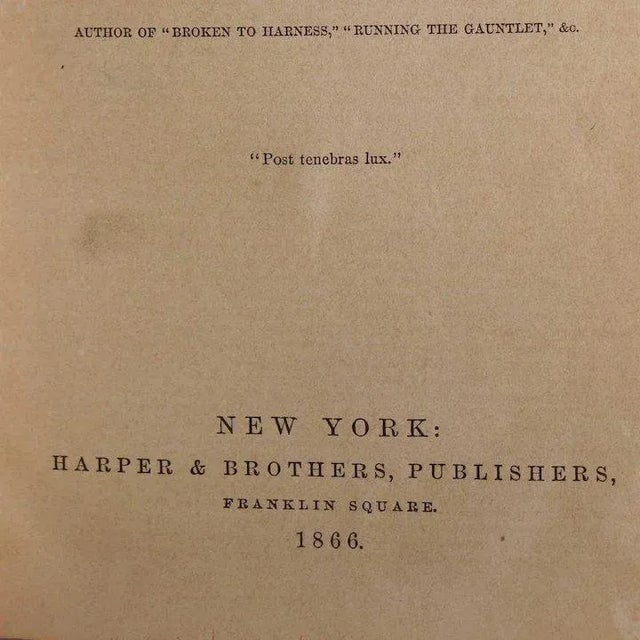 AUTHOR OF "BROKEN TO HARNESS," "RUNNING THE GAUNTLET," &c.
"Post tenebras lux."
NEW YORK:
HARPER & BROTHERS, PUBLISHERS,
FRANKLIN SQUARE.
1866.